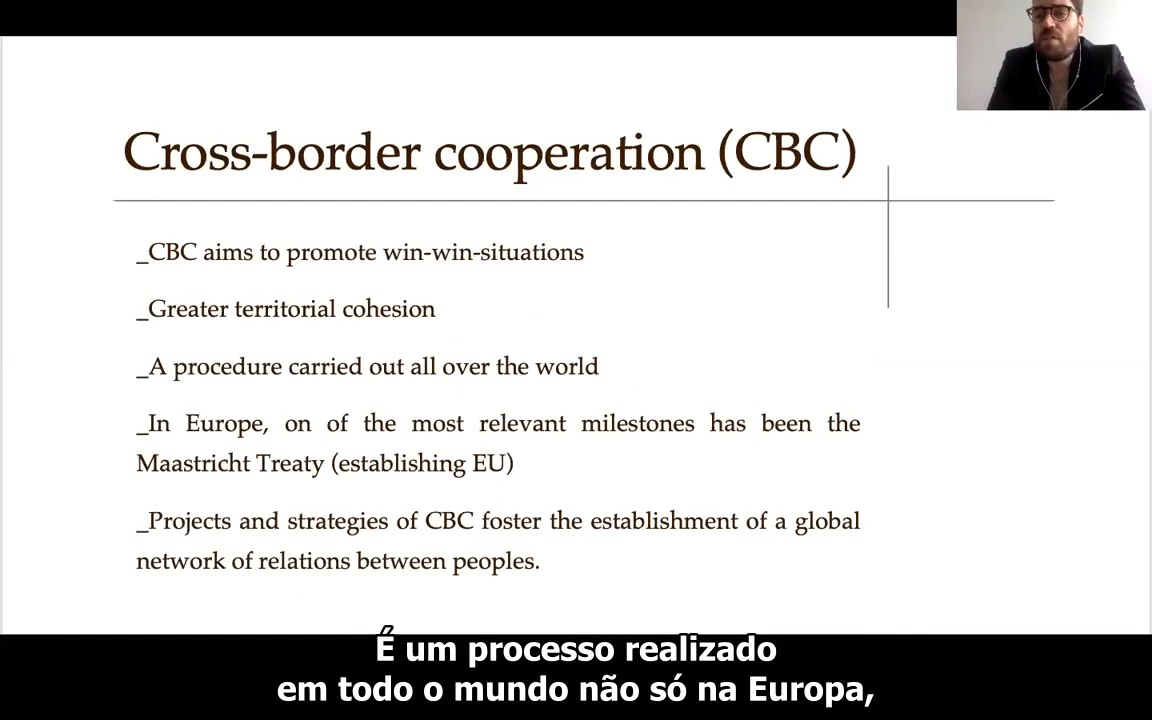 Cross-border cooperation (CBC)
_CBC aims to promote win-win-situations
_Greater territorial cohesion
_A procedure carried out all over the world
_In Europe, on of the most relevant milestones has been the
Maastricht Treaty (establishing EU)
_Projects and strategies of CBC foster the establishment of a global
network of relations between peoples.
É um processo realizado
em todo o mundo não só na Europa,